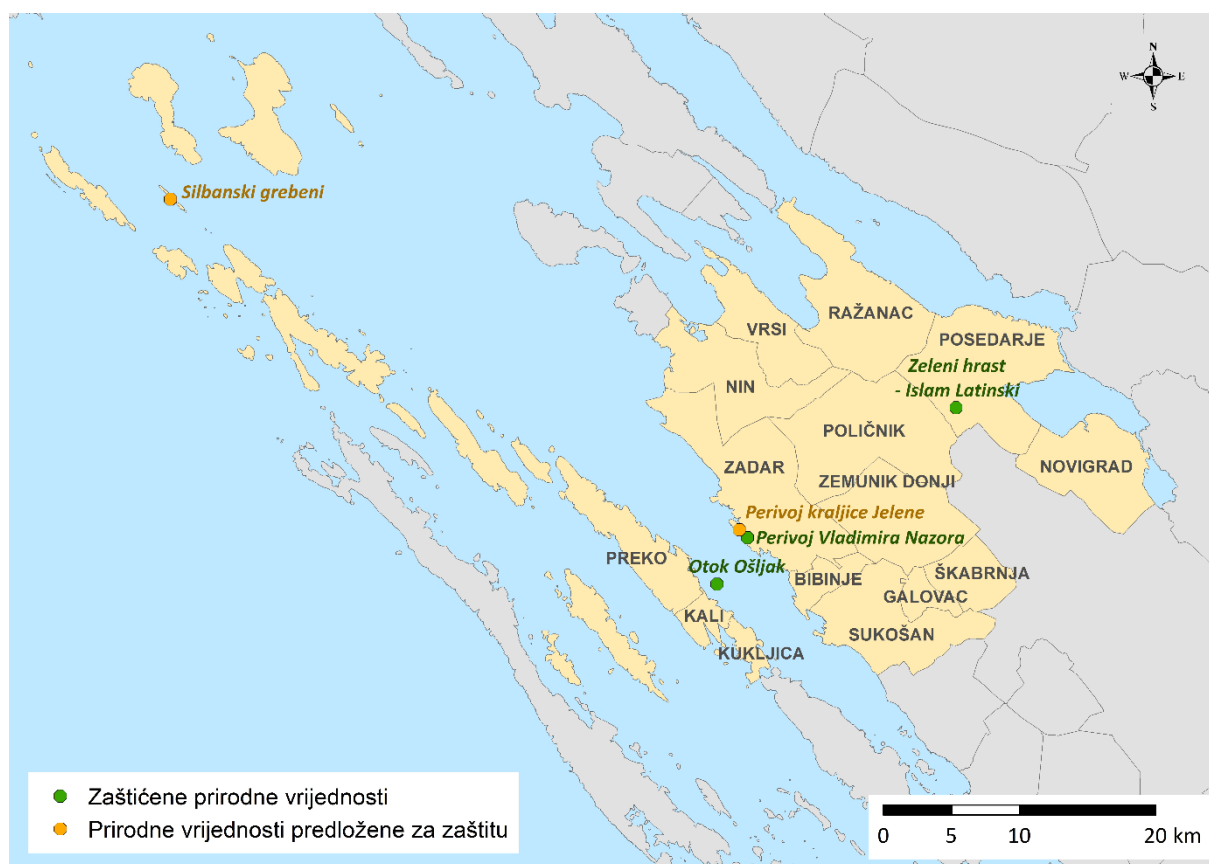 N
W E
S
Silbanski grebeni
RAŽANAC
VRSI
POSEDARJE
Zeleni hrast
- Islam Latinski
NIN
POLIČNIK
ZADAR
NOVIGRAD
ZEMUNIK DONJI
Perivoj kraljice Jelene
Perivoj Vladimira Nazora
PREKO
Otok Ošljak
BIBINJE
ŠKABRNJA
GALOVAC
KALI
SUKOŠAN
KUKLJICA
Zaštićene prirodne vrijednosti
Prirodne vrijednosti predložene za zaštitu
0 5 10 20 km